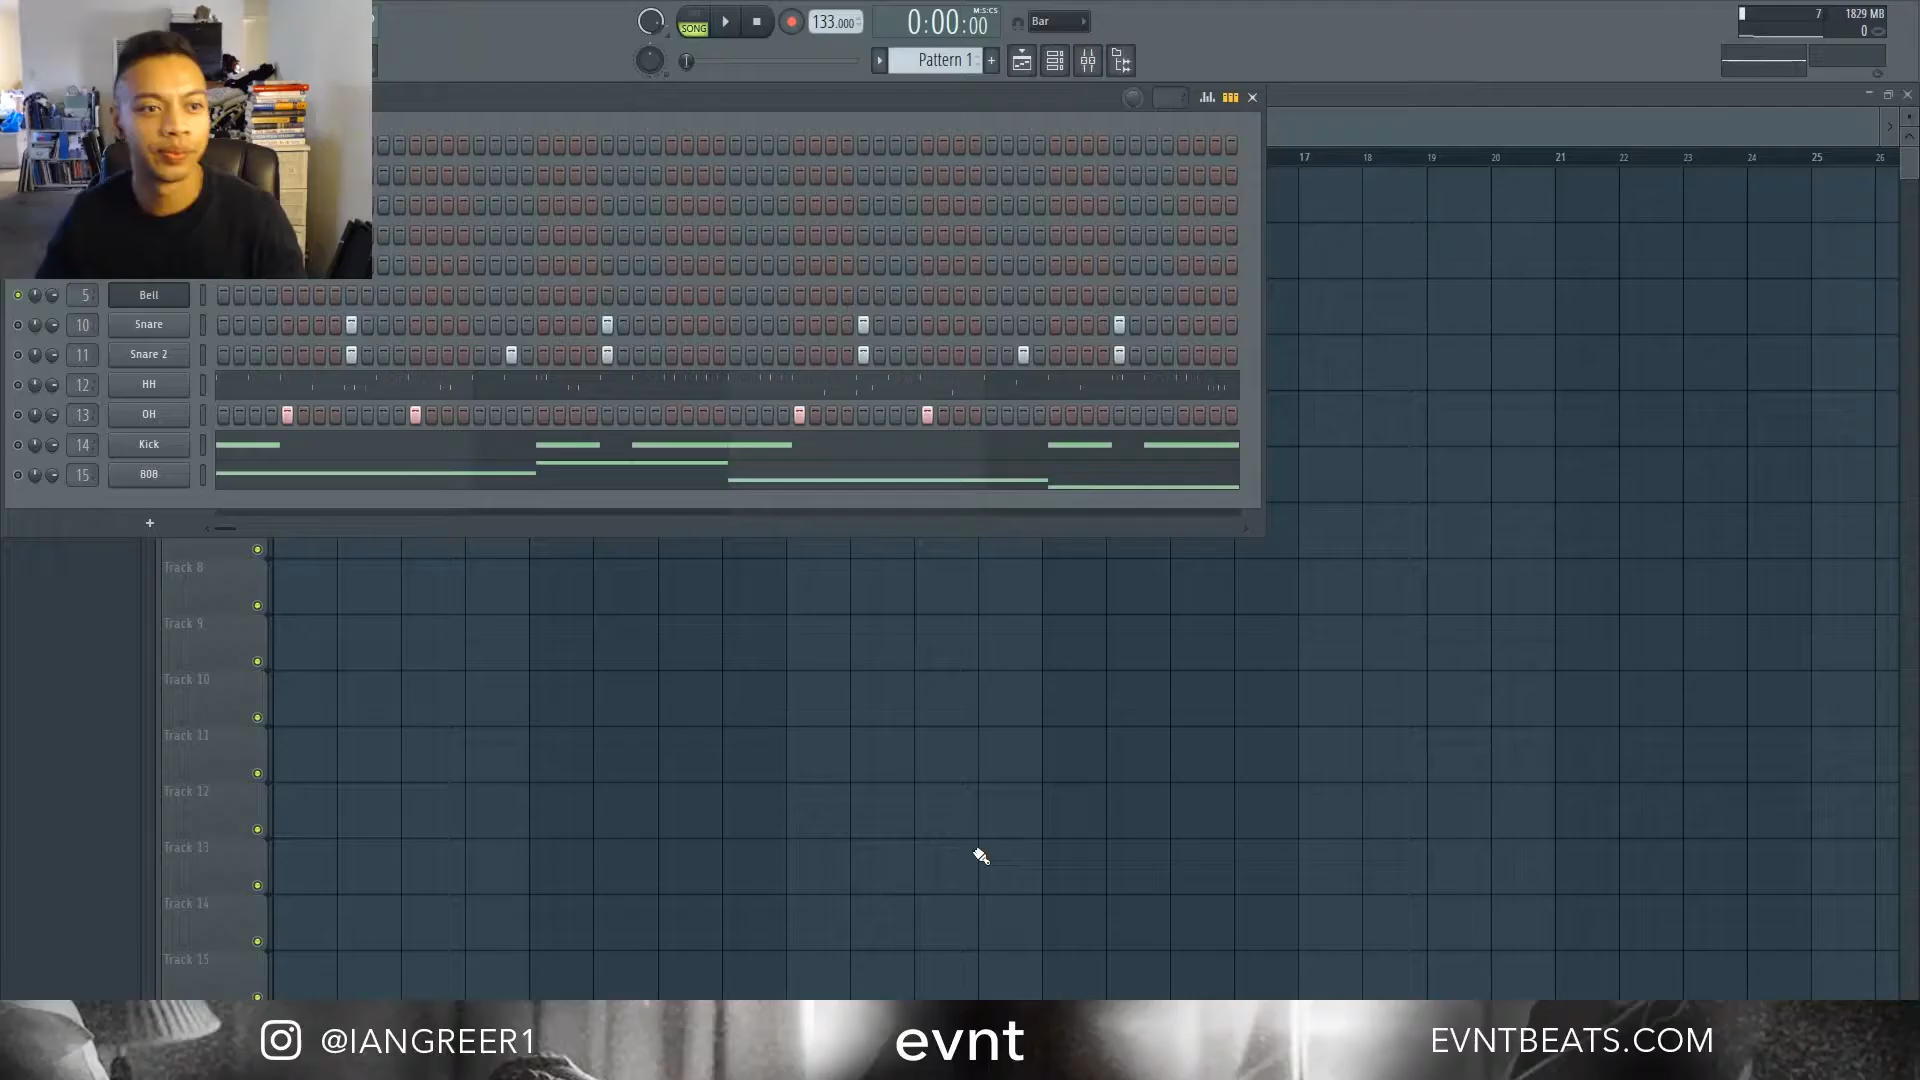 SONG
133.000
0:00:00
M:S:CS
Bar
7
1829 MB
0
Pattern 1
+
17 18 19 20 21 22 23 24 25 26
5 Bell
10 Snare
11 Snare 2
12 HH
13 OH
14 Kick
15 808
+
Track 8
Track 9
Track 10
Track 11
Track 12
Track 13
Track 14
Track 15
@IANGREER1
evnt
EVNTBEATS.COM